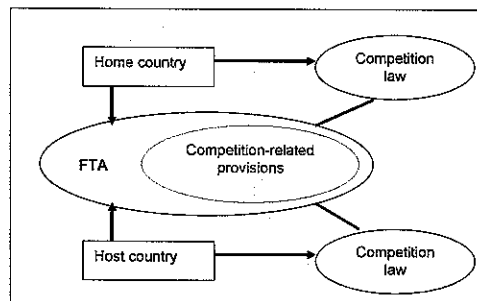 Home country
Competition
law
FTA
Competition-related
provisions
Host country
Competition
law